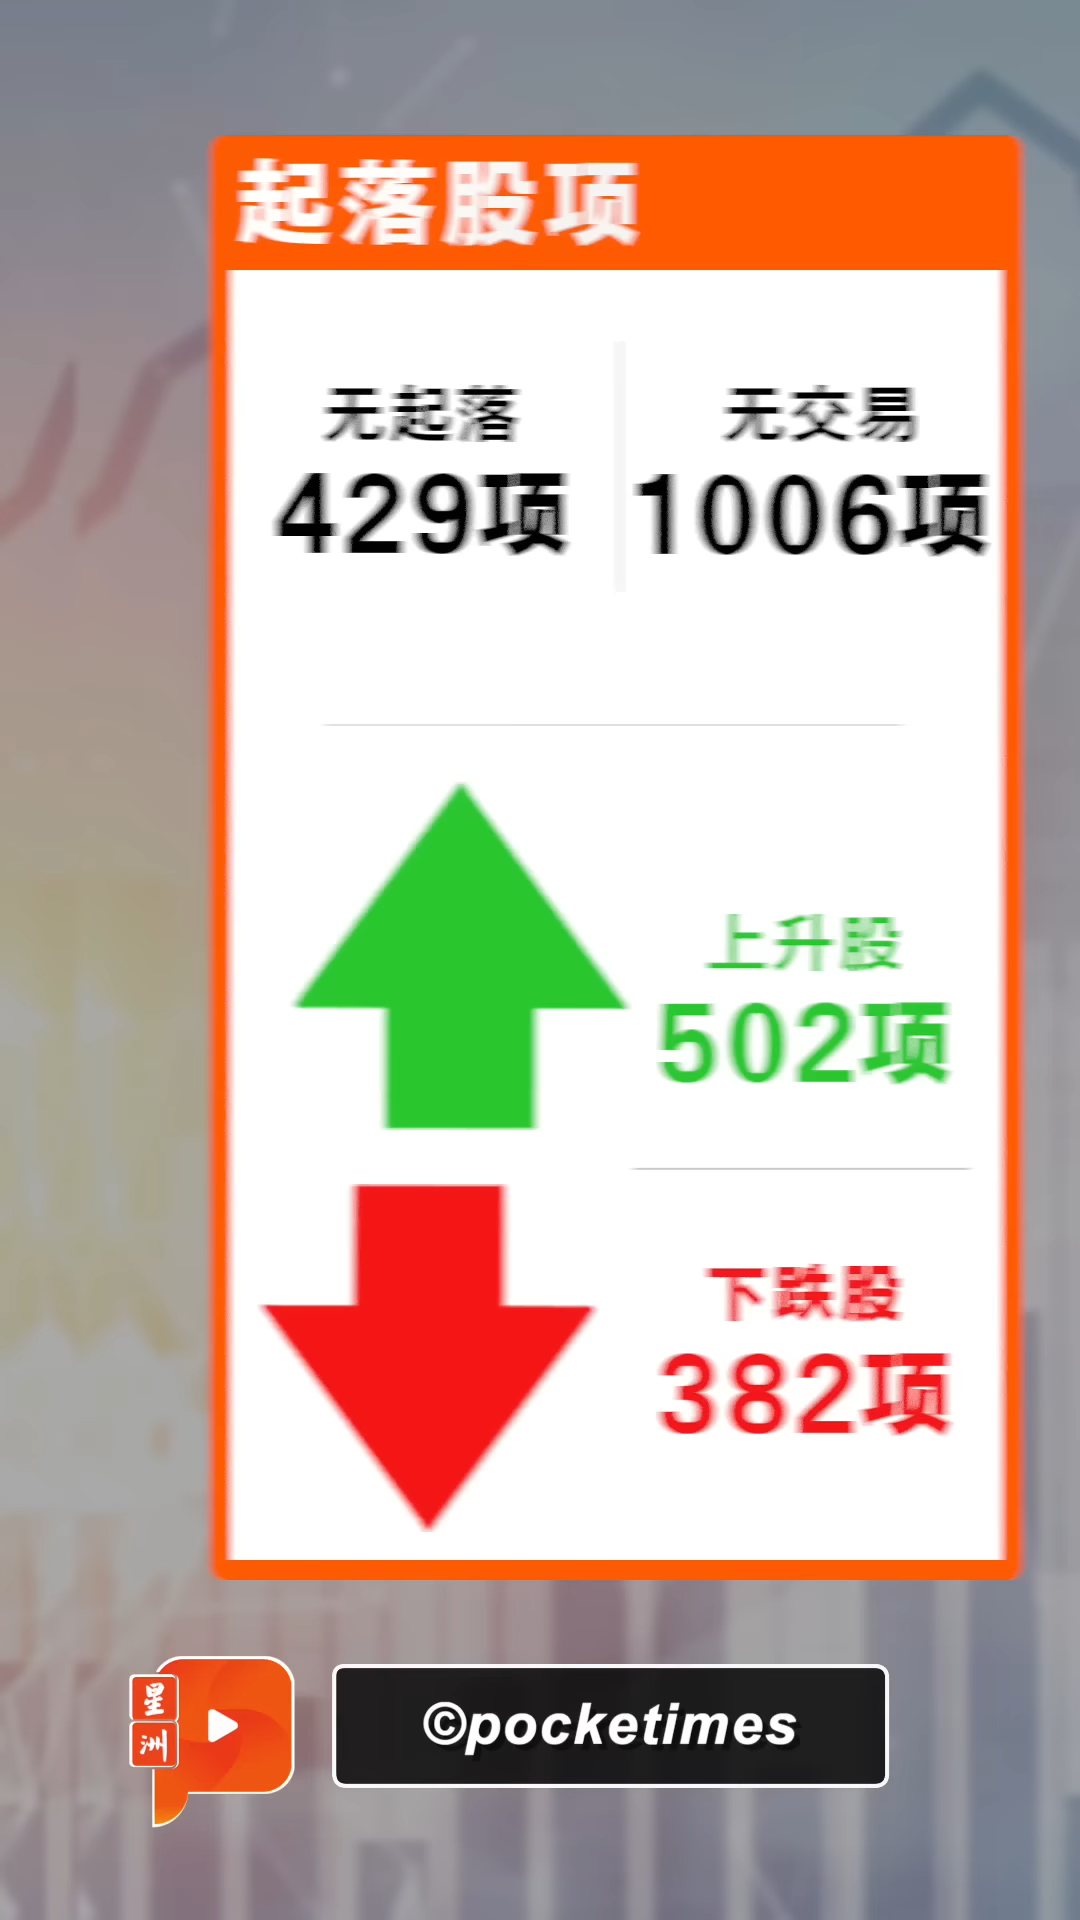 起落股项
无起落
429项
无交易
1006项
上升股
502项
下跌股
382项
星洲
©pocketimes